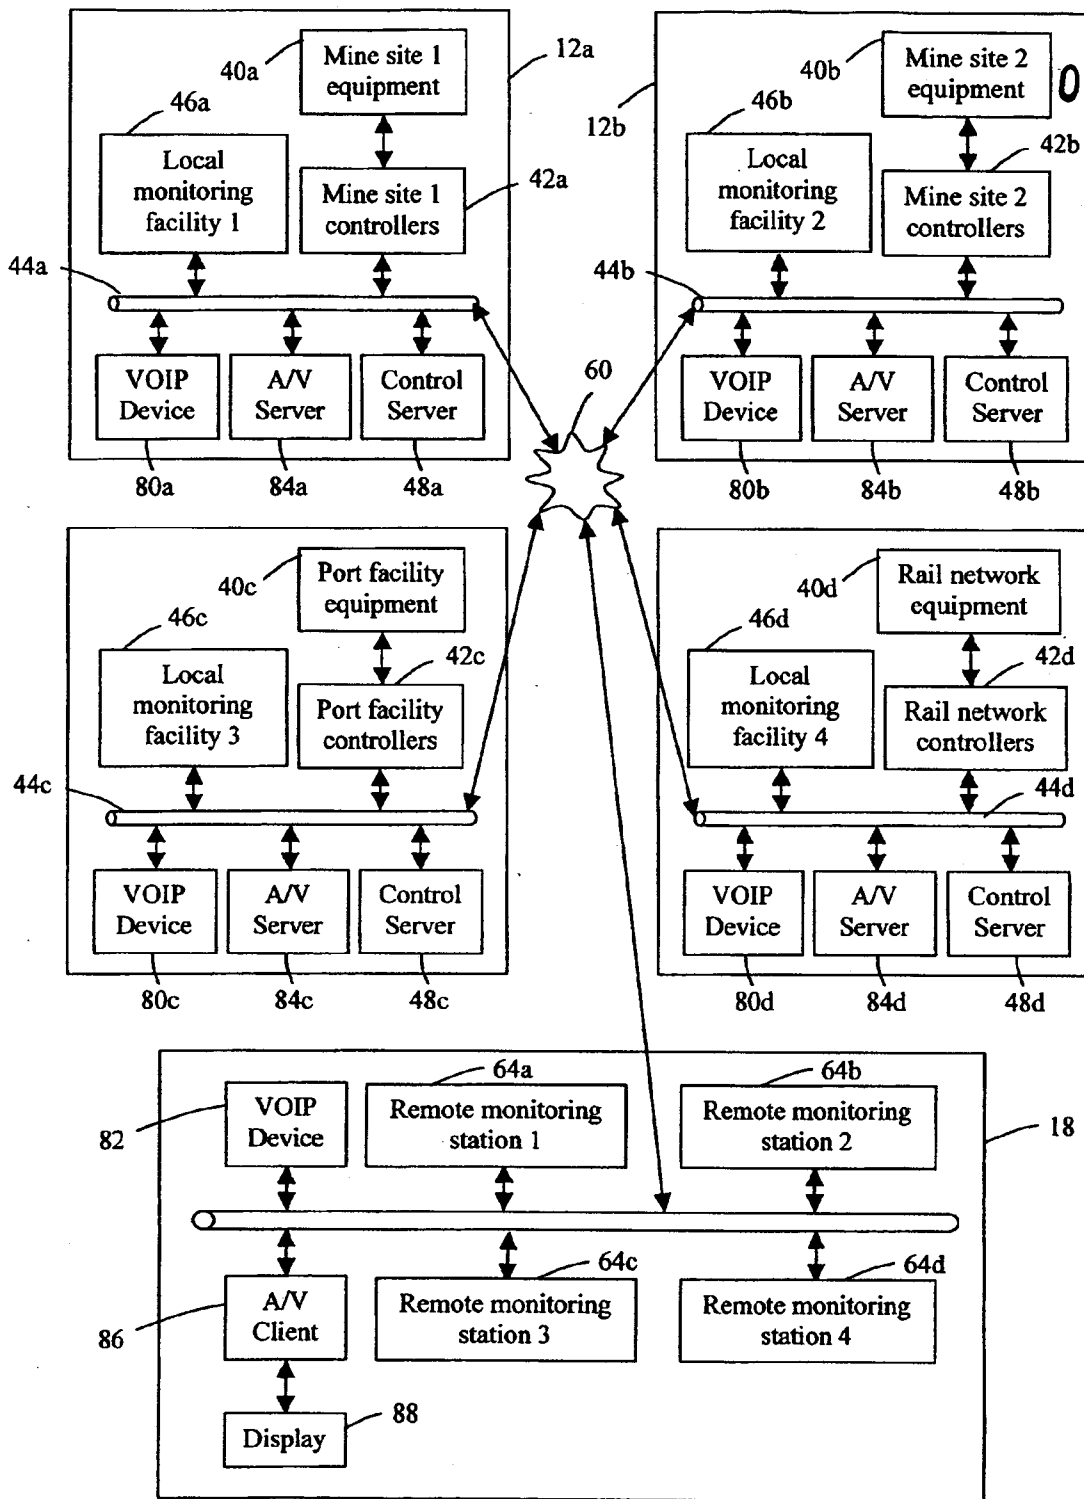 12a
40a
Mine site 1
equipment
46a
Local
monitoring
facility 1
Mine site 1
controllers
42a
44a
VOIP
Device
A/V
Server
Control
Server
80a
84a
48a
12b
40b
Mine site 2
equipment
0
46b
Local
monitoring
facility 2
42b
Mine site 2
controllers
44b
VOIP
Device
A/V
Server
Control
Server
80b
84b
48b
60
40c
Port facility
equipment
46c
Local
monitoring
facility 3
42c
Port facility
controllers
44c
VOIP
Device
A/V
Server
Control
Server
80c
84c
48c
40d
Rail network
equipment
46d
Local
monitoring
facility 4
42d
Rail network
controllers
44d
VOIP
Device
A/V
Server
Control
Server
80d
84d
48d
82
VOIP
Device
64a
Remote monitoring
station 1
64b
Remote monitoring
station 2
18
86
A/V
Client
64c
Remote monitoring
station 3
64d
Remote monitoring
station 4
Display
88